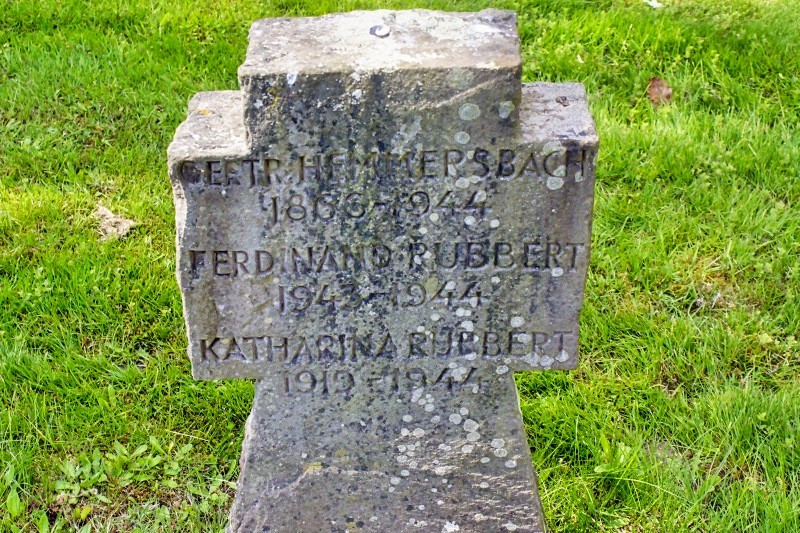 GERTR. HEMMERSBACH
1866-1944
FERDINAND RUBBERT
1943-1944
KATHARINA RUBBERT
1919-1944